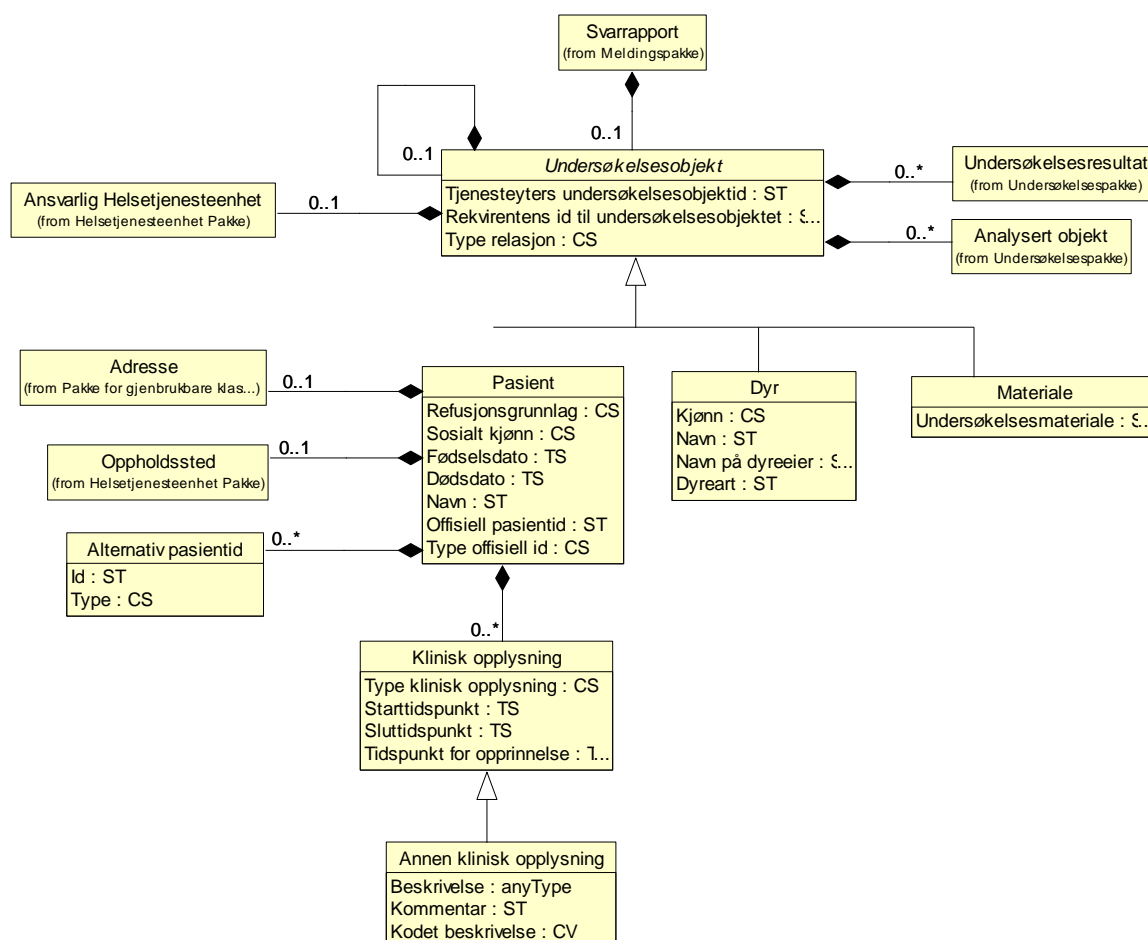 Svarrapport
(from Meldingspakke)
0..1
0..1
Undersøkelsesobjekt
Tjenesteyters undersøkelsesobjektid : ST
Rekvirentens id til undersøkelsesobjektet : S...
Type relasjon : CS
0..*
Undersøkelsesresultat
(from Undersøkelsespakke)
Ansvarlig Helsetjenesteenhet
(from Helsetjenesteenhet Pakke)
0..1
0..*
Analysert objekt
(from Undersøkelsespakke)
Adresse
(from Pakke for gjenbrukbare klas...)
0..1
Oppholdssted
(from Helsetjenesteenhet Pakke)
0..1
Alternativ pasientid
Id : ST
Type : CS
0..*
Pasient
Refusjonsgrunnlag : CS
Sosialt kjønn : CS
Fødselsdato : TS
Dødsdato : TS
Navn : ST
Offisiell pasientid : ST
Type offisiell id : CS
Dyr
Kjønn : CS
Navn : ST
Navn på dyreeier : S...
Dyreart : ST
Materiale
Undersøkelsesmateriale : S...
0..*
Klinisk opplysning
Type klinisk opplysning : CS
Starttidspunkt : TS
Sluttidspunkt : TS
Tidspunkt for opprinnelse : T...
Annen klinisk opplysning
Beskrivelse : anyType
Kommentar : ST
Kodet beskrivelse : CV